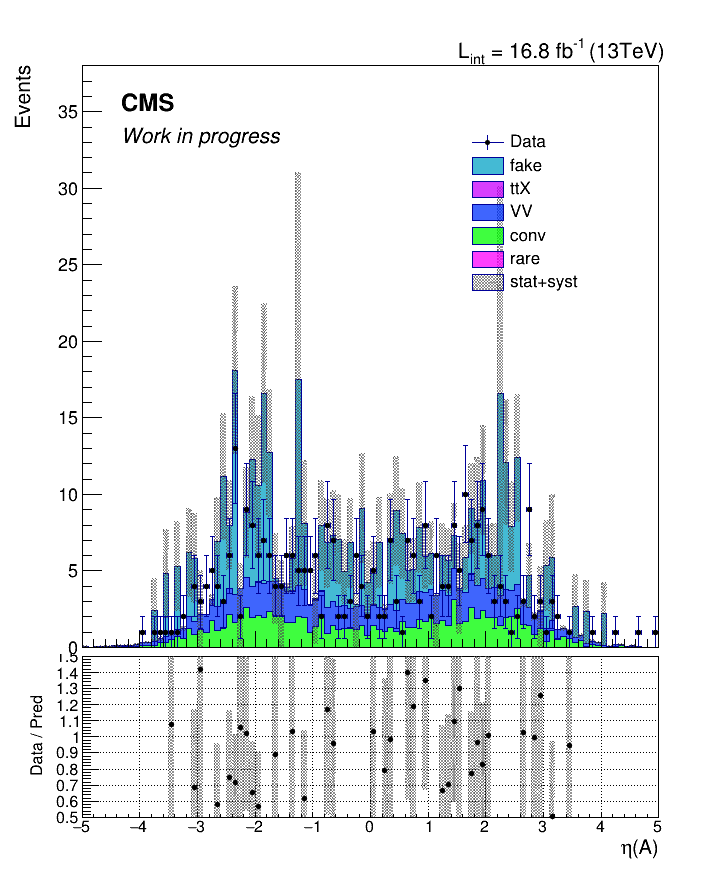 L_int = 16.8 fb^-1 (13TeV)
Events
CMS
Work in progress
Data
fake
ttX
VV
conv
rare
stat+syst
35
30
25
20
15
10
5
0
Data / Pred
1.5
1.4
1.3
1.2
1.1
1
0.9
0.8
0.7
0.6
0.5
−5 −4 −3 −2 −1 0 1 2 3 4 5
η(A)